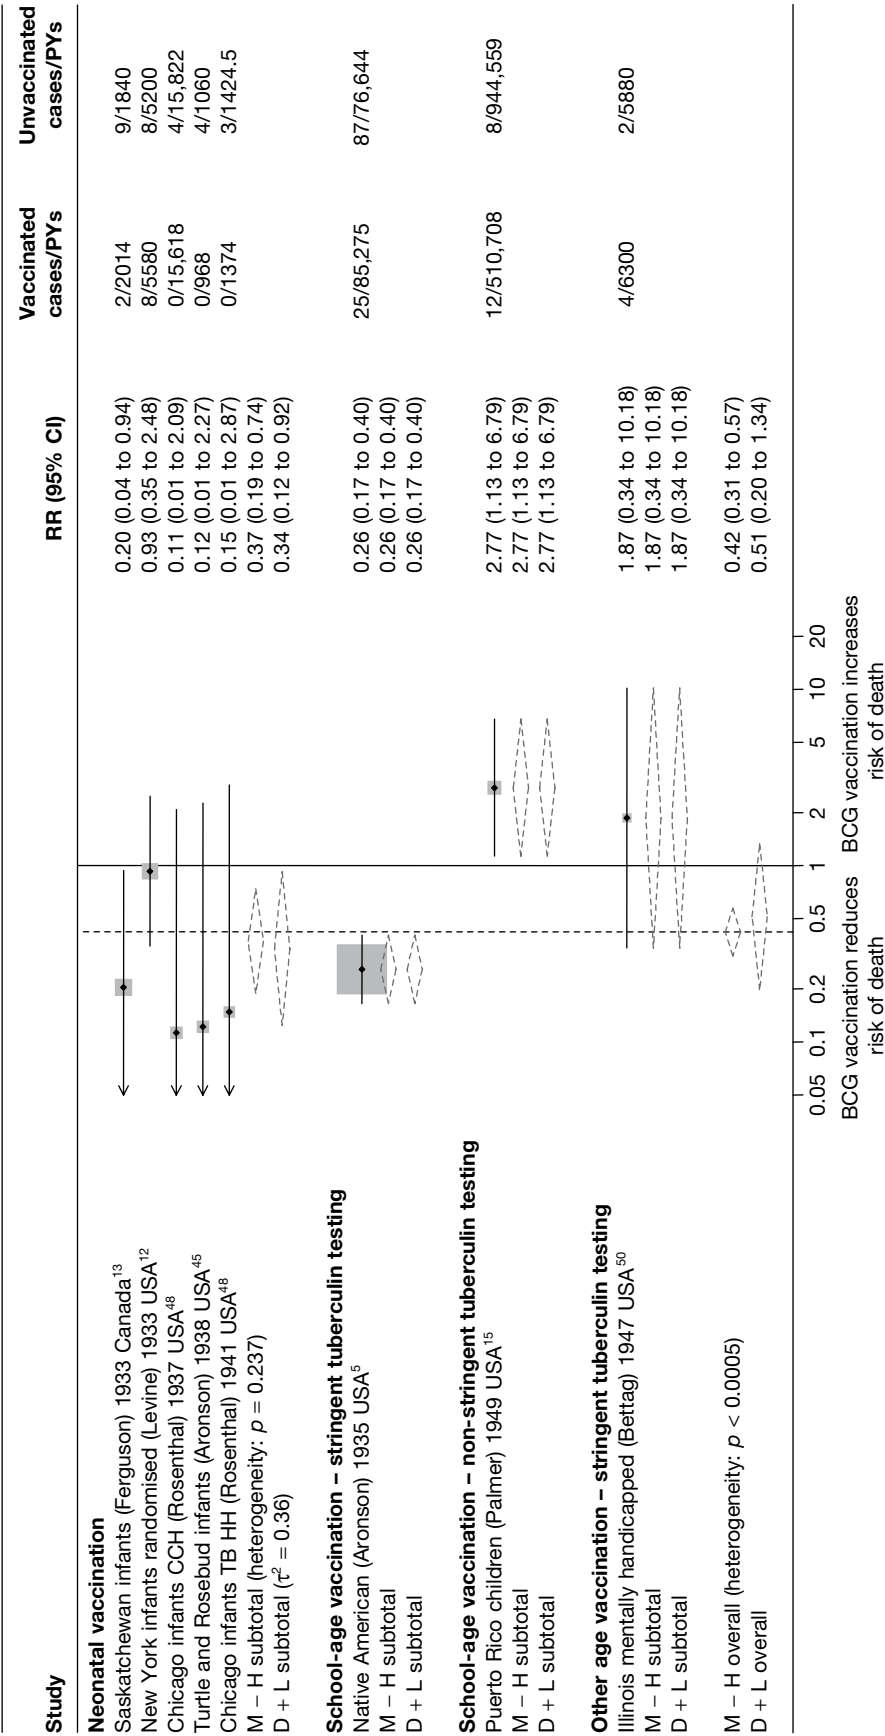 Study RR (95% CI) Vaccinated cases/PYs Unvaccinated cases/PYs
Neonatal vaccination
Saskatchewan infants (Ferguson) 1933 Canada13 0.20 (0.04 to 0.94) 2/2014 9/1840
New York infants randomised (Levine) 1933 USA12 0.93 (0.35 to 2.48) 8/5580 8/5200
Chicago infants CCH (Rosenthal) 1937 USA48 0.11 (0.01 to 2.09) 0/15,618 4/15,822
Turtle and Rosebud infants (Aronson) 1938 USA45 0.12 (0.01 to 2.27) 0/968 4/1060
Chicago infants TB HH (Rosenthal) 1941 USA48 0.15 (0.01 to 2.87) 0/1374 3/1424.5
M – H subtotal (heterogeneity: p = 0.237) 0.37 (0.19 to 0.74)
D + L subtotal (τ2 = 0.36) 0.34 (0.12 to 0.92)
School-age vaccination – stringent tuberculin testing
Native American (Aronson) 1935 USA5 0.26 (0.17 to 0.40) 25/85,275 87/76,644
M – H subtotal 0.26 (0.17 to 0.40)
D + L subtotal 0.26 (0.17 to 0.40)
School-age vaccination – non-stringent tuberculin testing
Puerto Rico children (Palmer) 1949 USA15 2.77 (1.13 to 6.79) 12/510,708 8/944,559
M – H subtotal 2.77 (1.13 to 6.79)
D + L subtotal 2.77 (1.13 to 6.79)
Other age vaccination – stringent tuberculin testing
Illinois mentally handicapped (Bettag) 1947 USA50 1.87 (0.34 to 10.18) 4/6300 2/5880
M – H subtotal 1.87 (0.34 to 10.18)
D + L subtotal 1.87 (0.34 to 10.18)
M – H overall (heterogeneity: p < 0.0005) 0.42 (0.31 to 0.57)
D + L overall 0.51 (0.20 to 1.34)
0.05 0.1 0.2 0.5 1 2 5 10 20
BCG vaccination reduces risk of death
BCG vaccination increases risk of death